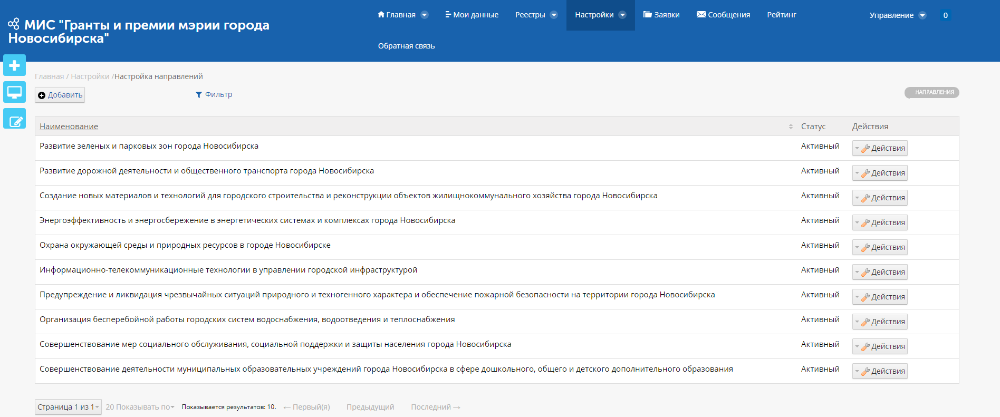 МИС "Гранты и премии мэрии города
Новосибирска"
Главная
Мои данные
Реестры
Настройки
Заявки
Сообщения
Рейтинг
Управление
0
Обратная связь
Главная / Настройки /Настройка направлений
Добавить
Фильтр
НАПРАВЛЕНИЯ
Наименование Статус Действия
Развитие зеленых и парковых зон города Новосибирска Активный Действия
Развитие дорожной деятельности и общественного транспорта города Новосибирска Активный Действия
Создание новых материалов и технологий для городского строительства и реконструкции объектов жилищнокоммунального хозяйства города Новосибирска Активный Действия
Энергоэффективность и энергосбережение в энергетических системах и комплексах города Новосибирска Активный Действия
Охрана окружающей среды и природных ресурсов в городе Новосибирске Активный Действия
Информационно-телекоммуникационные технологии в управлении городской инфраструктурой Активный Действия
Предупреждение и ликвидация чрезвычайных ситуаций природного и техногенного характера и обеспечение пожарной безопасности на территории города Новосибирска Активный Действия
Организация бесперебойной работы городских систем водоснабжения, водоотведения и теплоснабжения Активный Действия
Совершенствование мер социального обслуживания, социальной поддержки и защиты населения города Новосибирска Активный Действия
Совершенствование деятельности муниципальных образовательных учреждений города Новосибирска в сфере дошкольного, общего и детского дополнительного образования Активный Действия
Страница 1 из 1 20 Показывать по Показывается результатов: 10. ← Первый(я) Предыдущий Последний →